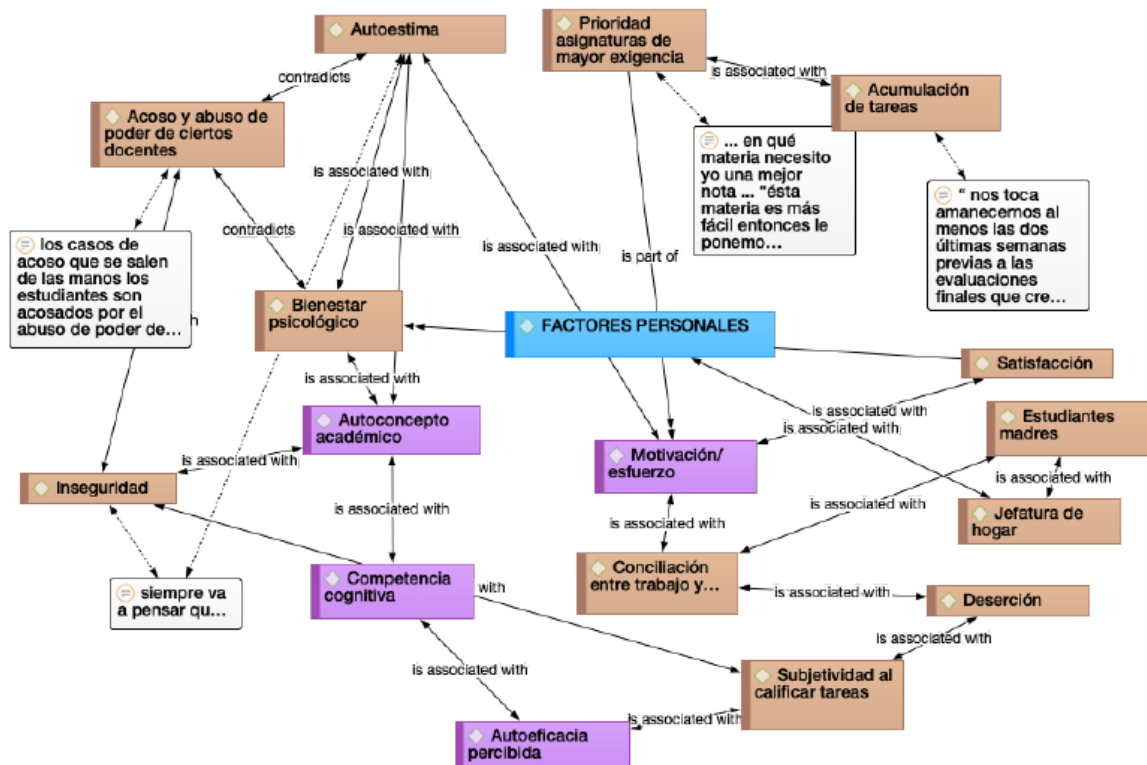 Autoestima
Prioridad
asignaturas de
mayor exigencia
contradicts
is associated with
Acumulación
de tareas
Acoso y abuso de
poder de ciertos
docentes
... en qué
materia necesito
yo una mejor
nota ... “ésta
materia es más
fácil entonces le
ponemo…
is associated with
“ nos toca
amanecernos al
menos las dos
últimas semanas
previas a las
evaluaciones
finales que cre…
is associated with
contradicts
los casos de
acoso que se salen
de las manos los
estudiantes son
acosados por el
abuso de poder de…
is associated with
is part of
Bienestar
psicológico
FACTORES PERSONALES
Satisfacción
is associated with
is associated with
Estudiantes
madres
Autoconcepto
académico
Motivación/
esfuerzo
is associated with
is associated with
Inseguridad
Jefatura de
hogar
is associated with
is associated with
Conciliación
entre trabajo y…
siempre va
a pensar qu…
Competencia
cognitiva
with
is associated with
Deserción
is associated with
is associated with
Subjetividad al
calificar tareas
is associated with
Autoeficacia
percibida